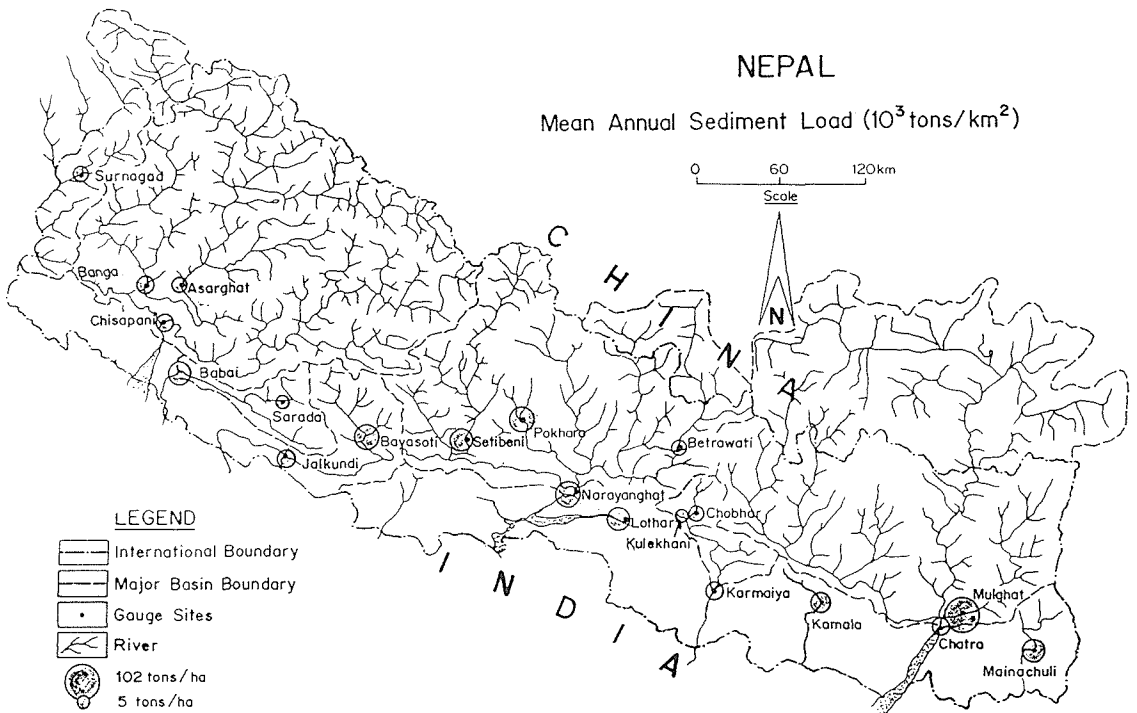 NEPAL
Mean Annual Sediment Load (10³ tons/km²)
0 60 120km
Scale
N
CHINA
INDIA
Surnagad
Banga
Asarghat
Chisapani
Babai
Sarada
Bayasoti
Setibeni
Pokhara
Betrawati
Jalkundi
Narayanghat
Lothar
Chobhar
Kulekhani
Karmaiya
Kamala
Mulghat
Chatra
Mainachuli
LEGEND
International Boundary
Major Basin Boundary
Gauge Sites
River
102 tons/ha
5 tons/ha